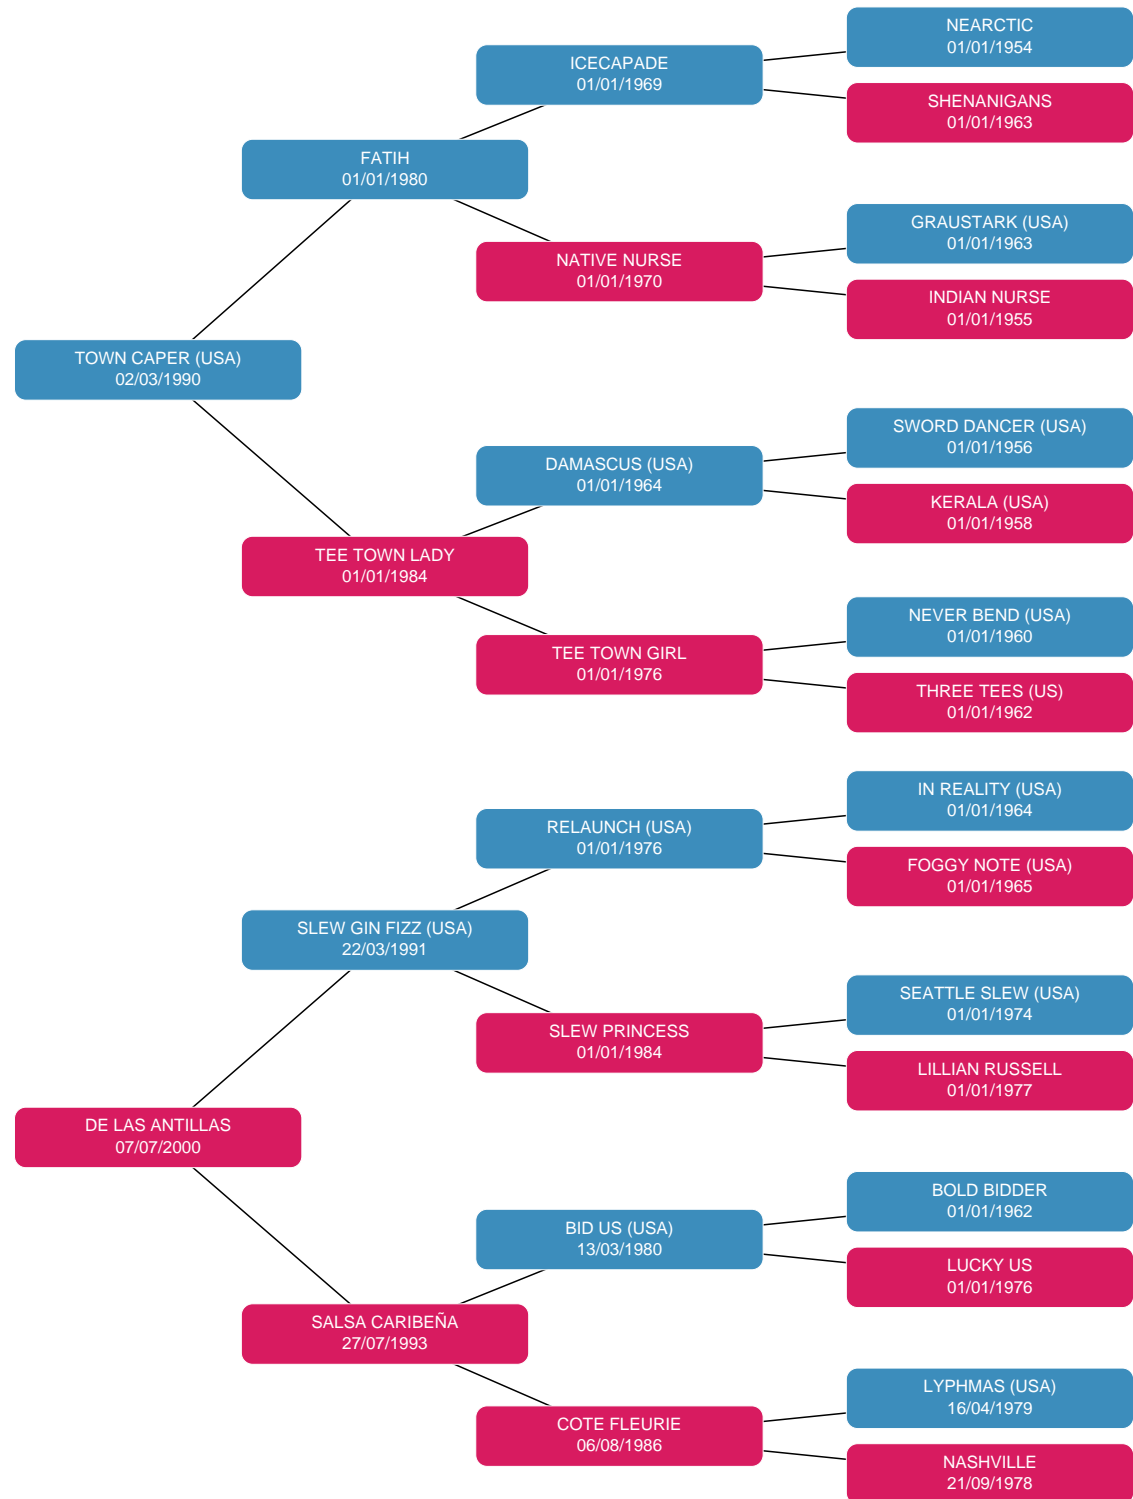 NEARCTIC
01/01/1954
ICECAPADE
01/01/1969
SHENANIGANS
01/01/1963
FATIH
01/01/1980
GRAUSTARK (USA)
01/01/1963
NATIVE NURSE
01/01/1970
INDIAN NURSE
01/01/1955
TOWN CAPER (USA)
02/03/1990
SWORD DANCER (USA)
01/01/1956
DAMASCUS (USA)
01/01/1964
KERALA (USA)
01/01/1958
TEE TOWN LADY
01/01/1984
NEVER BEND (USA)
01/01/1960
TEE TOWN GIRL
01/01/1976
THREE TEES (US)
01/01/1962
IN REALITY (USA)
01/01/1964
RELAUNCH (USA)
01/01/1976
FOGGY NOTE (USA)
01/01/1965
SLEW GIN FIZZ (USA)
22/03/1991
SEATTLE SLEW (USA)
01/01/1974
SLEW PRINCESS
01/01/1984
LILLIAN RUSSELL
01/01/1977
DE LAS ANTILLAS
07/07/2000
BOLD BIDDER
01/01/1962
BID US (USA)
13/03/1980
LUCKY US
01/01/1976
SALSA CARIBEÑA
27/07/1993
LYPHMAS (USA)
16/04/1979
COTE FLEURIE
06/08/1986
NASHVILLE
21/09/1978